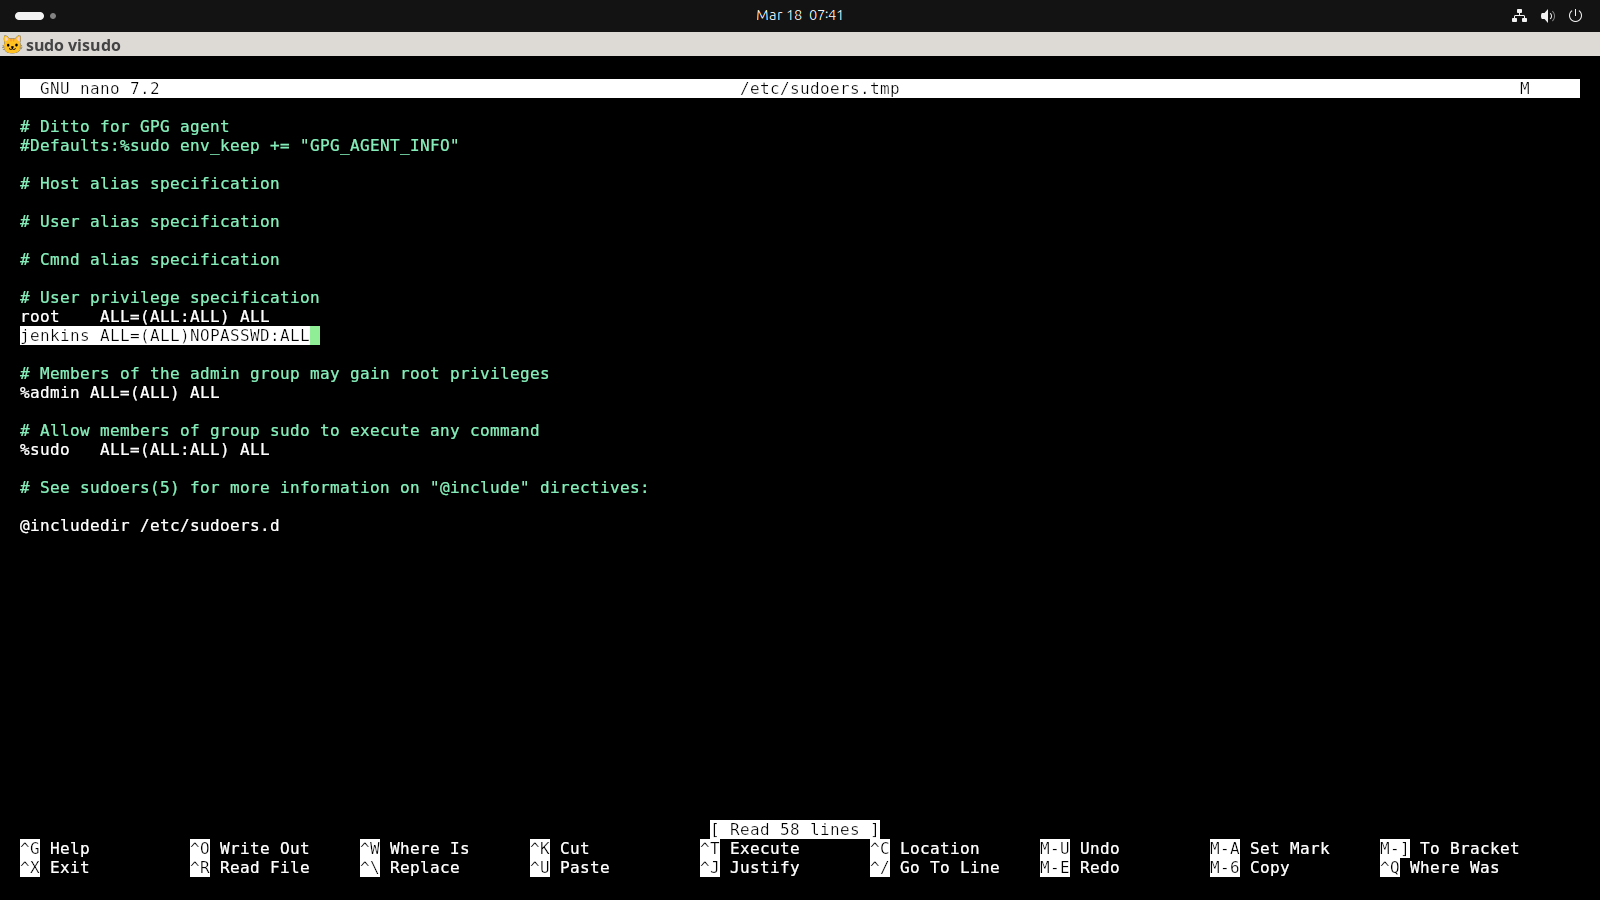 Mar 18 07:41
sudo visudo
GNU nano 7.2 /etc/sudoers.tmp M
# Ditto for GPG agent
#Defaults:%sudo env_keep += "GPG_AGENT_INFO"
# Host alias specification
# User alias specification
# Cmnd alias specification
# User privilege specification
root    ALL=(ALL:ALL) ALL
jenkins ALL=(ALL)NOPASSWD:ALL
# Members of the admin group may gain root privileges
%admin ALL=(ALL) ALL
# Allow members of group sudo to execute any command
%sudo   ALL=(ALL:ALL) ALL
# See sudoers(5) for more information on "@include" directives:
@includedir /etc/sudoers.d
[ Read 58 lines ]
^G Help ^O Write Out ^W Where Is ^K Cut ^T Execute ^C Location M-U Undo M-A Set Mark M-] To Bracket
^X Exit ^R Read File ^\ Replace ^U Paste ^J Justify ^/ Go To Line M-E Redo M-6 Copy ^Q Where Was